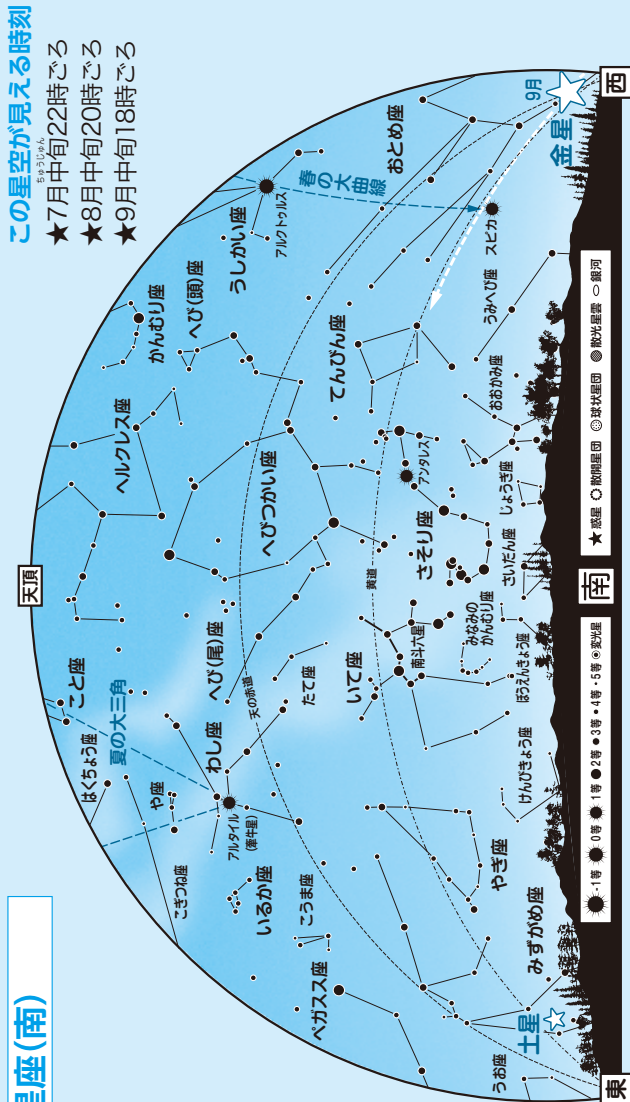 星座(南)
この星空が見える時刻
ちゅうじゅん
★7月中旬22時ごろ
★8月中旬20時ごろ
★9月中旬18時ごろ
天頂
こと座
夏の大三角
はくちょう座
や座
こぎつね座
わし座
アルタイル
(牽牛星)
いるか座
こうま座
ペガスス座
うお座
土星
みずがめ座
やぎ座
けんびきょう座
へび(尾)座
天の赤道
たて座
いて座
南斗六星
みなみの
かんむり座
ぼうえんきょう座
ヘルクレス座
へびつかい座
黄道
さそり座
アンタレス
さいだん座
じょうぎ座
おおかみ座
かんむり座
へび(頭)座
うしかい座
アルクトゥルス
春の大曲線
てんびん座
おとめ座
スピカ
うみへび座
9月
金星
東
南
西
-1等 0等 1等 2等 3等 4等・5等 変光星
★惑星 散開星団 球状星団 散光星雲 銀河